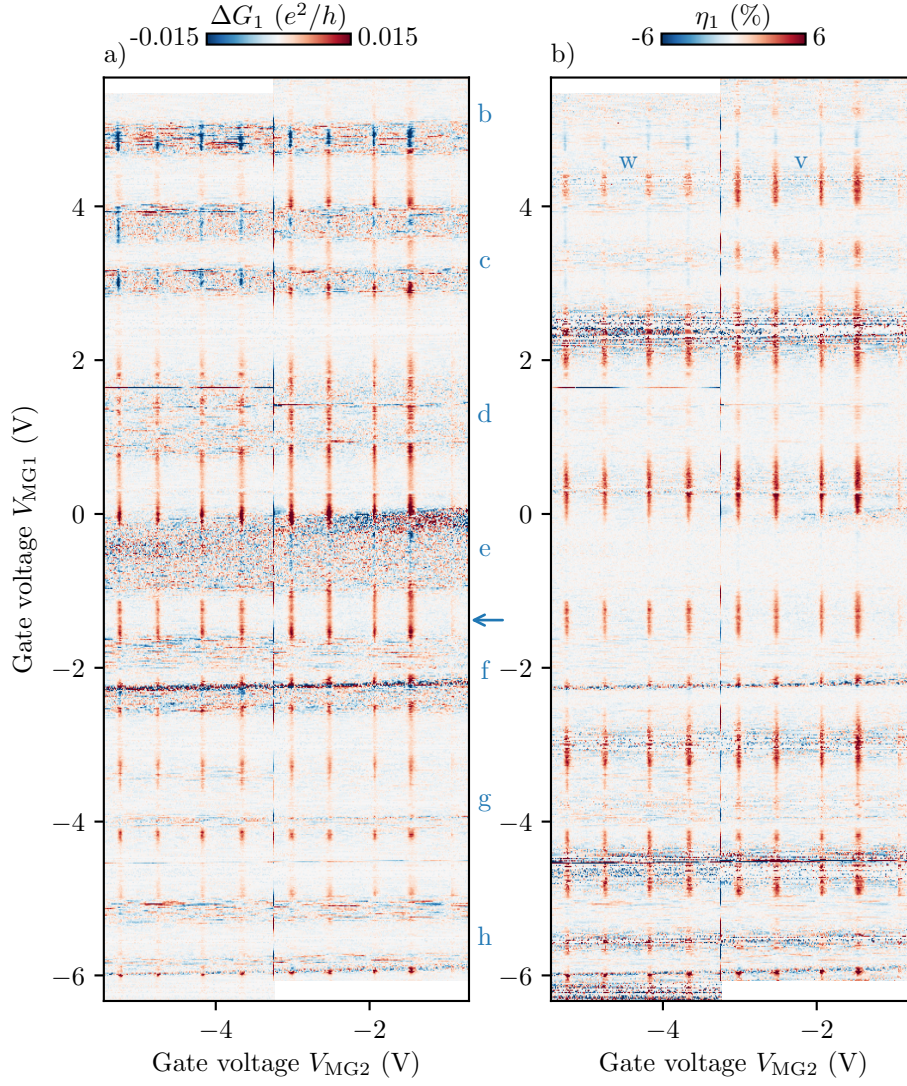 ΔG₁ (e²/h)
-0.015 0.015
η₁ (%)
-6 6
a)
b)
b
c
d
e
f
g
h
w
v
4
2
0
−2
−4
−6
Gate voltage V_MG1 (V)
−4 −2
Gate voltage V_MG2 (V)
4
2
0
−2
−4
−6
−4 −2
Gate voltage V_MG2 (V)